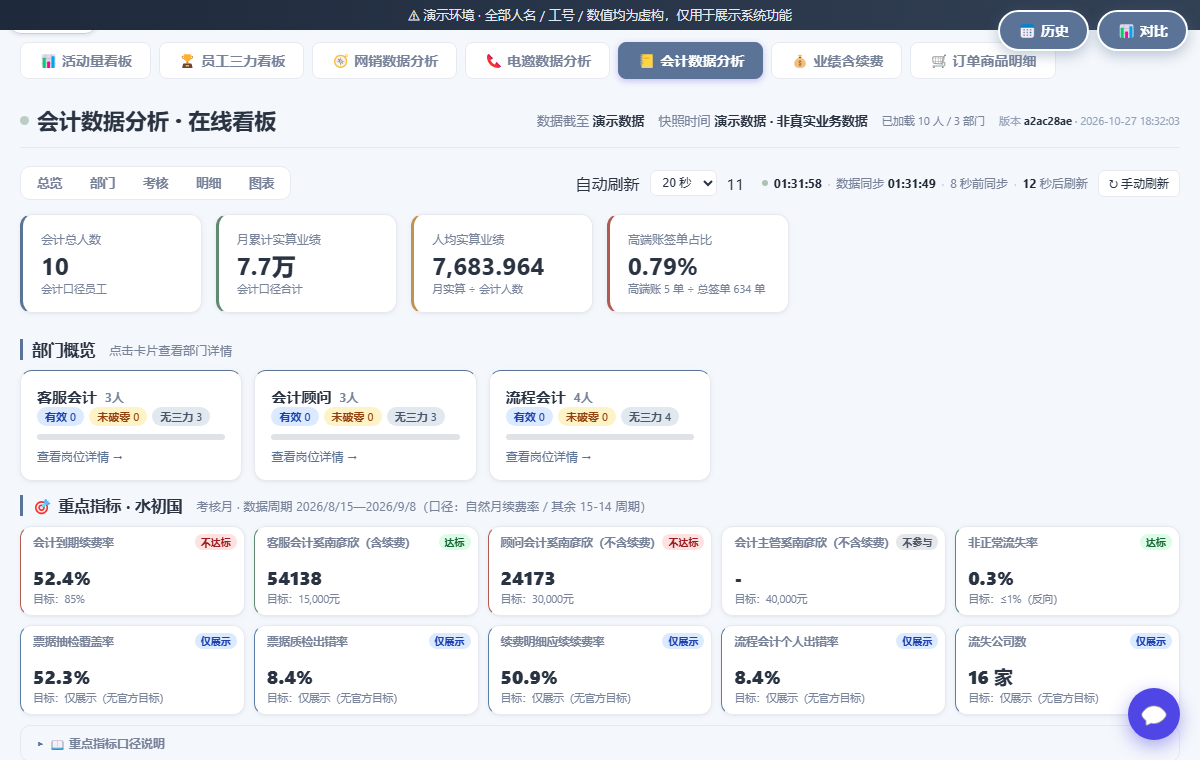 ⚠ 演示环境 · 全部人名 / 工号 / 数值均为虚构，仅用于展示系统功能
📅 历史
📊 对比
📊 活动量看板
🏆 员工三力看板
🧭 网销数据分析
📞 电邀数据分析
📒 会计数据分析
💰 业绩含续费
🛒 订单商品明细
会计数据分析 · 在线看板
数据截至 演示数据 快照时间 演示数据 · 非真实业务数据 已加载 10 人 / 3 部门 版本 a2ac28ae · 2026-10-27 18:32:03
总览 部门 考核 明细 图表
自动刷新 20 秒 11 01:31:58 · 数据同步 01:31:49 · 8 秒前同步 · 12 秒后刷新 ↻ 手动刷新
会计总人数
10
会计口径员工
月累计实算业绩
7.7万
会计口径合计
人均实算业绩
7,683.964
月实算 ÷ 会计人数
高端账签单占比
0.79%
高端账 5 单 ÷ 总签单 634 单
部门概览 点击卡片查看部门详情
客服会计 3人
有效 0 未破零 0 无三力 3
查看岗位详情 →
会计顾问 3人
有效 0 未破零 0 无三力 3
查看岗位详情 →
流程会计 4人
有效 0 未破零 0 无三力 4
查看岗位详情 →
🎯 重点指标 · 水初国 考核月 · 数据周期 2026/8/15—2026/9/8（口径：自然月续费率 / 其余 15-14 周期）
会计到期续费率 不达标
52.4%
目标：85%
客服会计奚南彦欣（含续费） 达标
54138
目标：15,000元
顾问会计奚南彦欣（不含续费） 不达标
24173
目标：30,000元
会计主管奚南彦欣（不含续费） 不参与
-
目标：40,000元
非正常流失率 达标
0.3%
目标：≤1%（反向）
票据抽检覆盖率 仅展示
52.3%
目标：仅展示（无官方目标）
票据质检出错率 仅展示
8.4%
目标：仅展示（无官方目标）
续费明细应续续费率 仅展示
50.9%
目标：仅展示（无官方目标）
流程会计个人出错率 仅展示
8.4%
目标：仅展示（无官方目标）
流失公司数 仅展示
16 家
目标：仅展示（无官方目标）
▸ 📖 重点指标口径说明